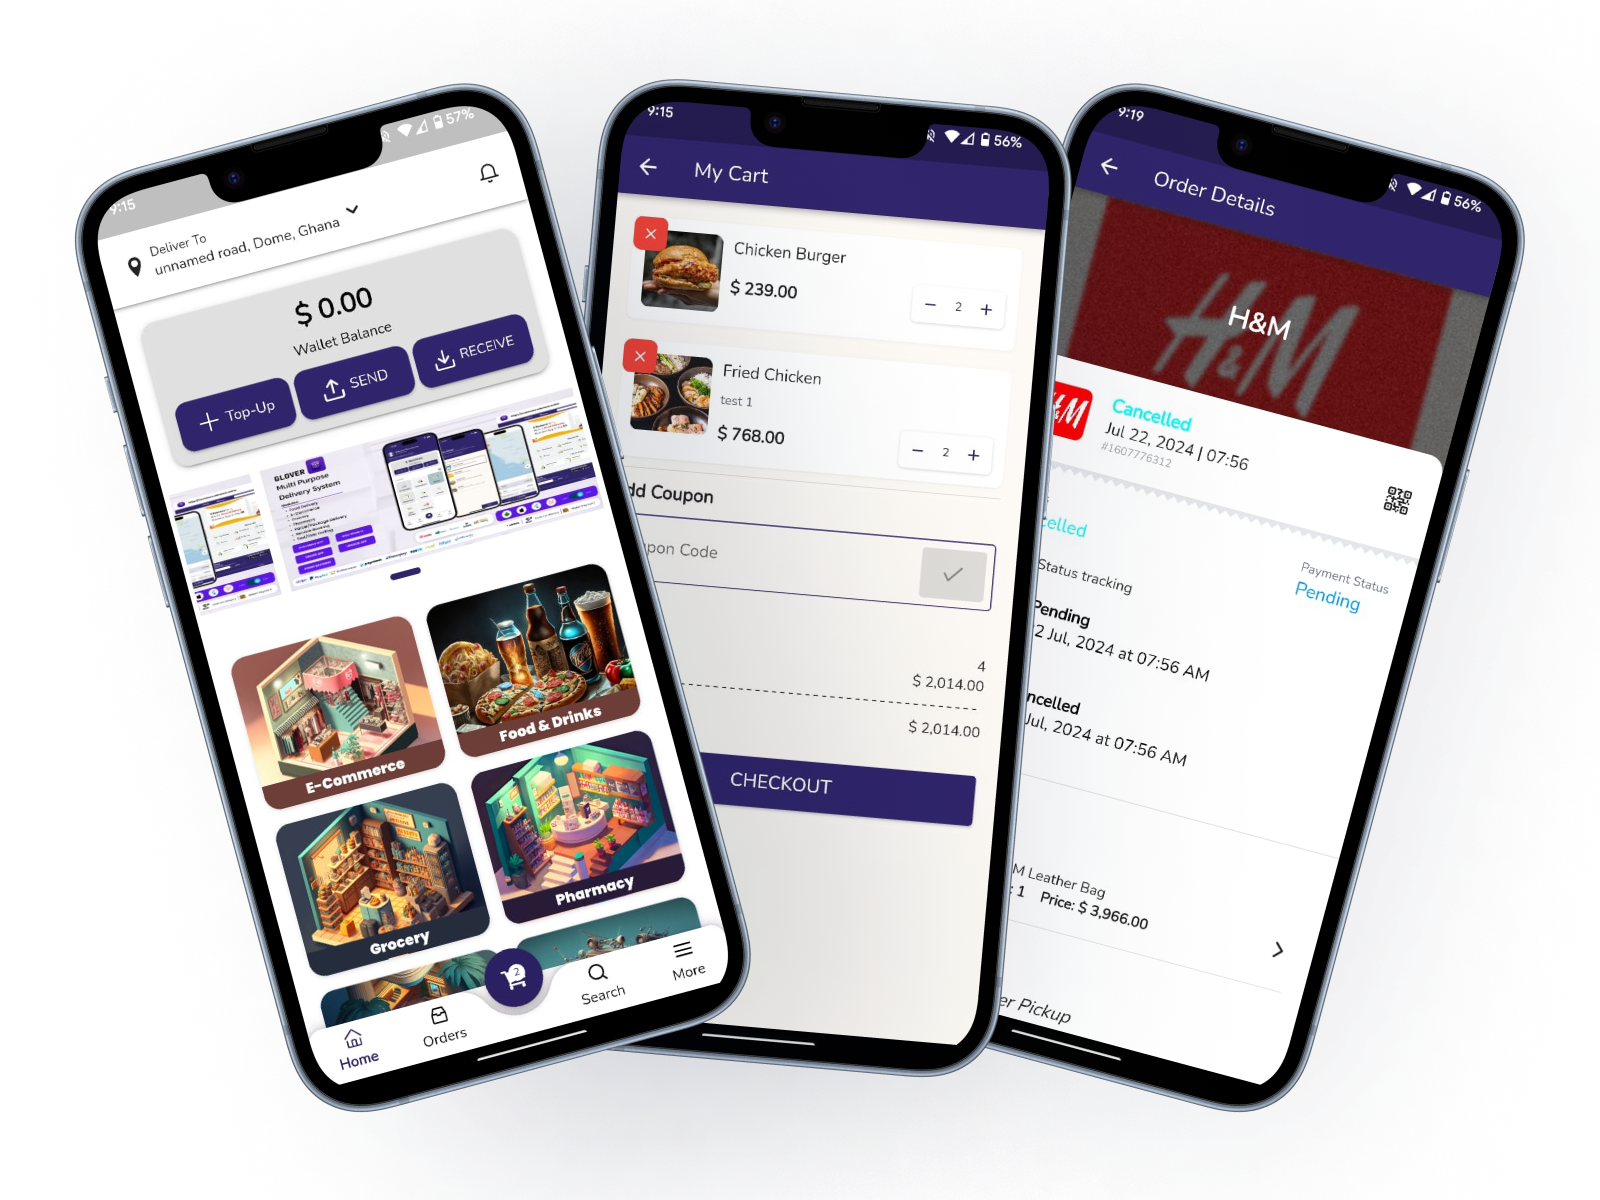 9:15
57%
Deliver To
unnamed road, Dome, Ghana
$ 0.00
Wallet Balance
Top-Up
SEND
RECEIVE
GLOVER
Multi Purpose
Delivery System
E-Commerce
Food & Drinks
Grocery
Pharmacy
Home
Orders
2
Search
More
9:15
56%
My Cart
Chicken Burger
$ 239.00
2
Fried Chicken
test 1
$ 768.00
2
dd Coupon
pon Code
4
$ 2,014.00
$ 2,014.00
CHECKOUT
9:19
56%
Order Details
H&M
H&M
H&M
Cancelled
Jul 22, 2024 | 07:56
#1607776312
celled
Payment Status
Pending
Status tracking
Pending
2 Jul, 2024 at 07:56 AM
ncelled
Jul, 2024 at 07:56 AM
M Leather Bag
: 1 Price: $ 3,966.00
er Pickup